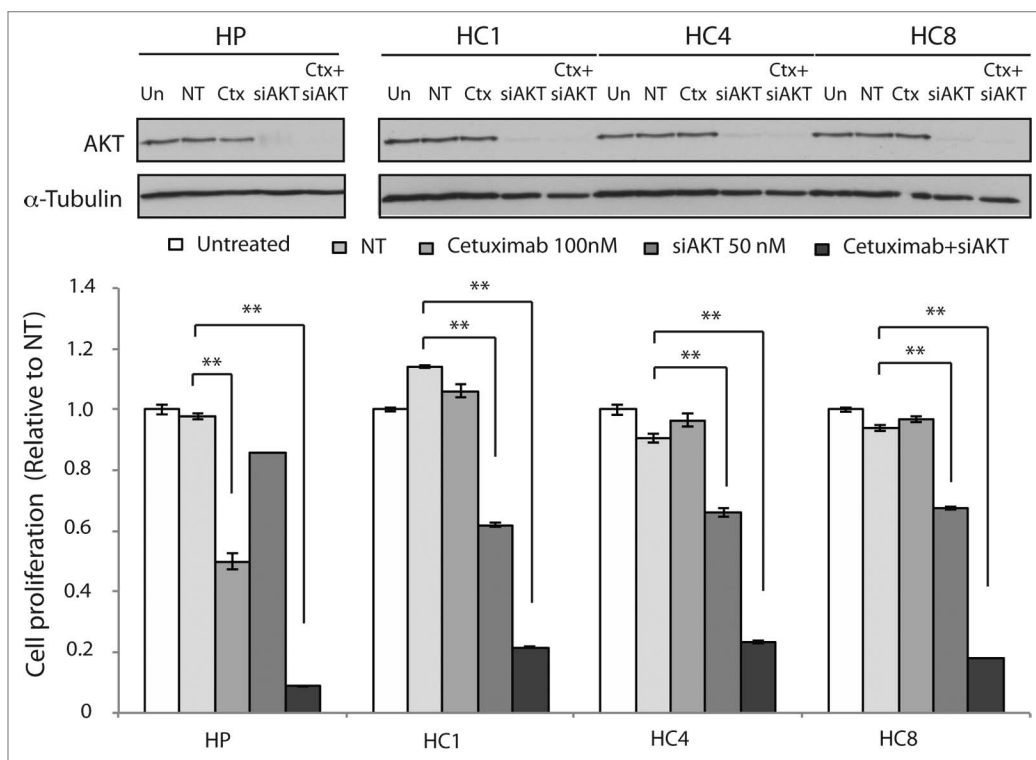 HP HC1 HC4 HC8
Ctx+ Ctx+ Ctx+ Ctx+
Un NT Ctx siAKT siAKT Un NT Ctx siAKT siAKT Un NT Ctx siAKT siAKT Un NT Ctx siAKT siAKT
AKT
α-Tubulin
Untreated NT Cetuximab 100nM siAKT 50 nM Cetuximab+siAKT
Cell proliferation (Relative to NT)
1.4
1.2
1.0
0.8
0.6
0.4
0.2
0
** **
** **
** **
** **
HP HC1 HC4 HC8